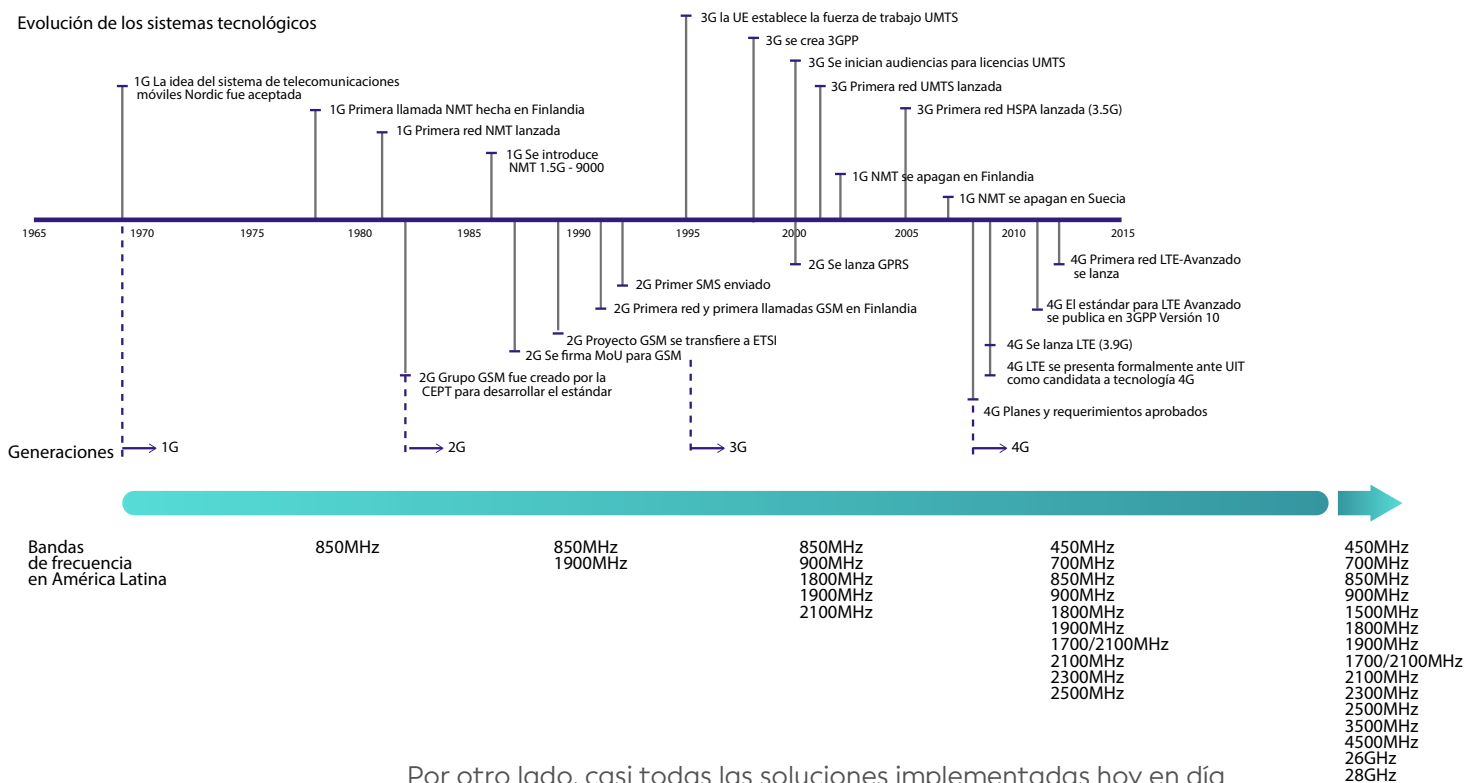 Evolución de los sistemas tecnológicos
3G la UE establece la fuerza de trabajo UMTS
3G se crea 3GPP
3G Se inician audiencias para licencias UMTS
1G La idea del sistema de telecomunicaciones
móviles Nordic fue aceptada
3G Primera red UMTS lanzada
1G Primera llamada NMT hecha en Finlandia
3G Primera red HSPA lanzada (3.5G)
1G Primera red NMT lanzada
1G Se introduce
NMT 1.5G - 9000
1G NMT se apagan en Finlandia
1G NMT se apagan en Suecia
1965 1970 1975 1980 1985 1990 1995 2000 2005 2010 2015
2G Se lanza GPRS
4G Primera red LTE-Avanzado
se lanza
2G Primer SMS enviado
2G Primera red y primera llamadas GSM en Finlandia
4G El estándar para LTE Avanzado
se publica en 3GPP Versión 10
2G Proyecto GSM se transfiere a ETSI
2G Se firma MoU para GSM
4G Se lanza LTE (3.9G)
4G LTE se presenta formalmente ante UIT
como candidata a tecnología 4G
2G Grupo GSM fue creado por la
CEPT para desarrollar el estándar
4G Planes y requerimientos aprobados
Generaciones 1G 2G 3G 4G
Bandas
de frecuencia
en América Latina
850MHz
850MHz
1900MHz
850MHz
900MHz
1800MHz
1900MHz
2100MHz
450MHz
700MHz
850MHz
900MHz
1800MHz
1900MHz
1700/2100MHz
2100MHz
2300MHz
2500MHz
450MHz
700MHz
850MHz
900MHz
1500MHz
1800MHz
1900MHz
1700/2100MHz
2100MHz
2300MHz
2500MHz
3500MHz
4500MHz
26GHz
28GHz
Por otro lado, casi todas las soluciones implementadas hoy en día